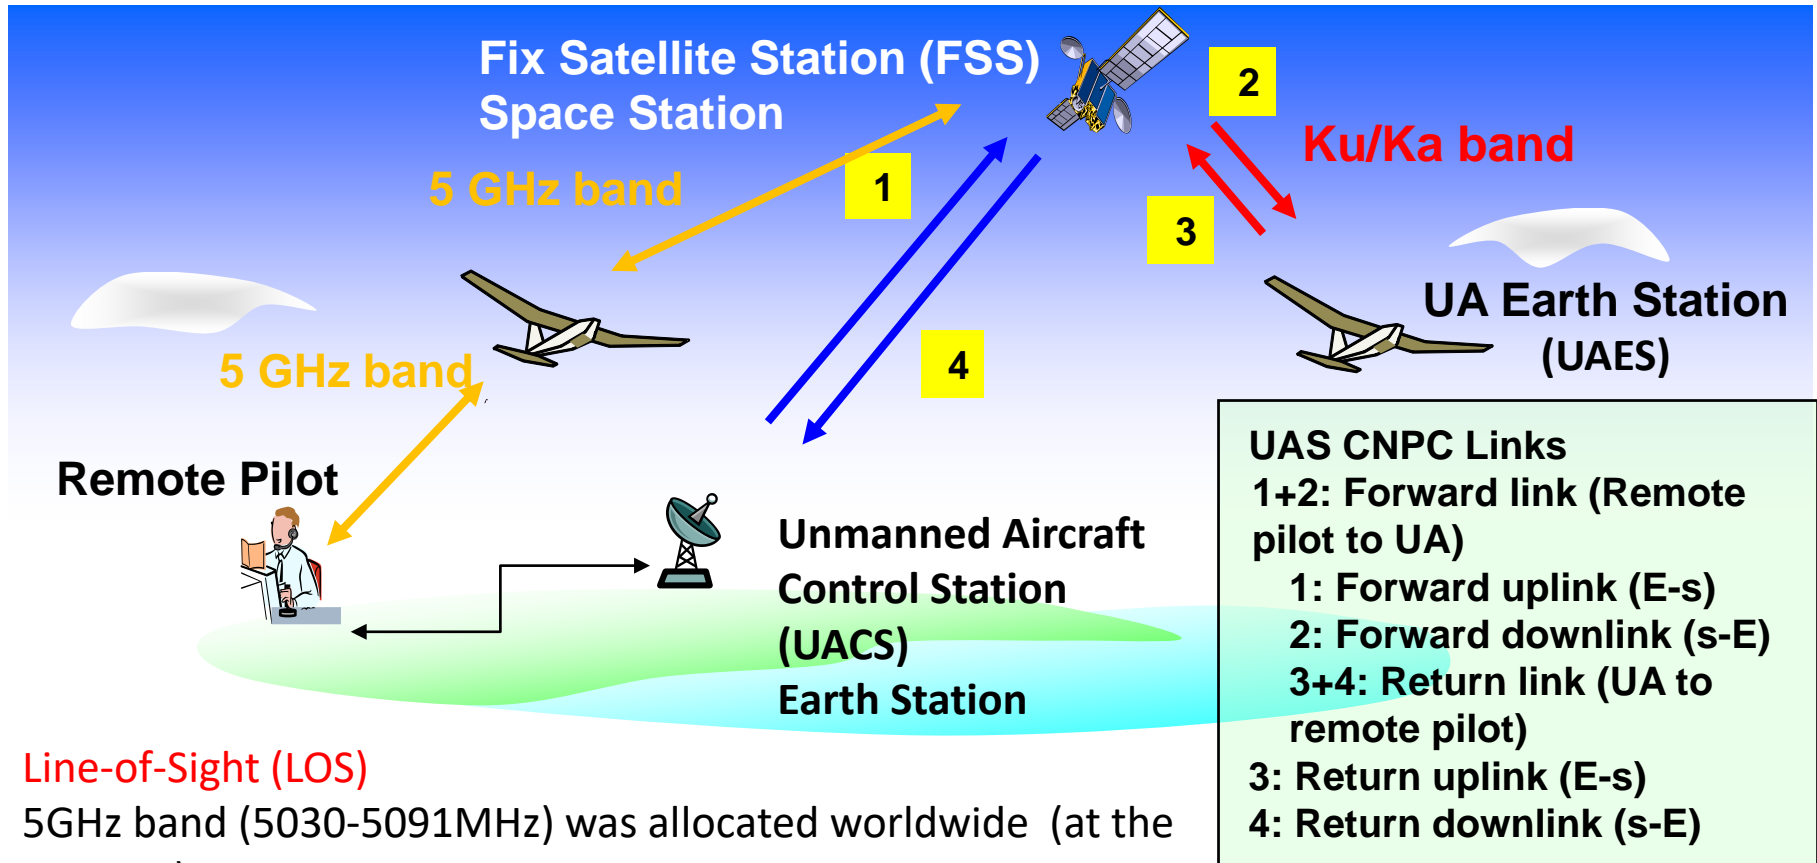 Fix Satellite Station (FSS)
Space Station
2
Ku/Ka band
5 GHz band
1
3
UA Earth Station
(UAES)
5 GHz band
4
Remote Pilot
Unmanned Aircraft
Control Station
(UACS)
Earth Station
UAS CNPC Links
1+2: Forward link (Remote
pilot to UA)
1: Forward uplink (E-s)
2: Forward downlink (s-E)
3+4: Return link (UA to
remote pilot)
3: Return uplink (E-s)
4: Return downlink (s-E)
Line-of-Sight (LOS)
5GHz band (5030-5091MHz) was allocated worldwide (at the